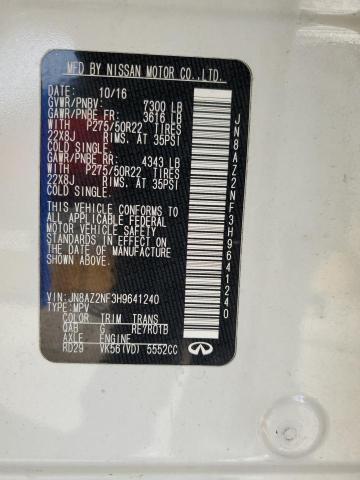 MFD BY NISSAN MOTOR CO.,LTD.
DATE: 10/16
GVWR/PNBV: 7300 LB
GAWR/PNBE FR: 3616 LB
WITH P275/50R22 TIRES
22X8J RIMS, AT 35PSI
COLD SINGLE.
GAWR/PNBE RR: 4343 LB
WITH P275/50R22 TIRES
22X8J RIMS, AT 35PSI
COLD SINGLE.
THIS VEHICLE CONFORMS TO
ALL APPLICABLE FEDERAL
MOTOR VEHICLE SAFETY
STANDARDS IN EFFECT ON
THE DATE OF MANUFACTURE
SHOWN ABOVE.
VIN: JN8AZ2NF3H9641240
TYPE: MPV
COLOR TRIM TRANS
QAB G RE7R01B
AXLE ENGINE
RD29 VK56(VD) 5552CC
INFINITI
JN8AZ2NF3H9641240